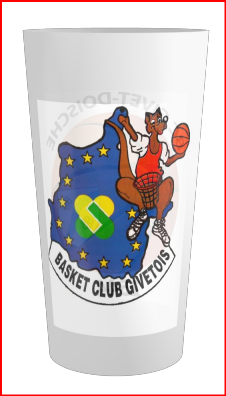 VET-DOISCHE
BASKET CLUB GIVETOIS